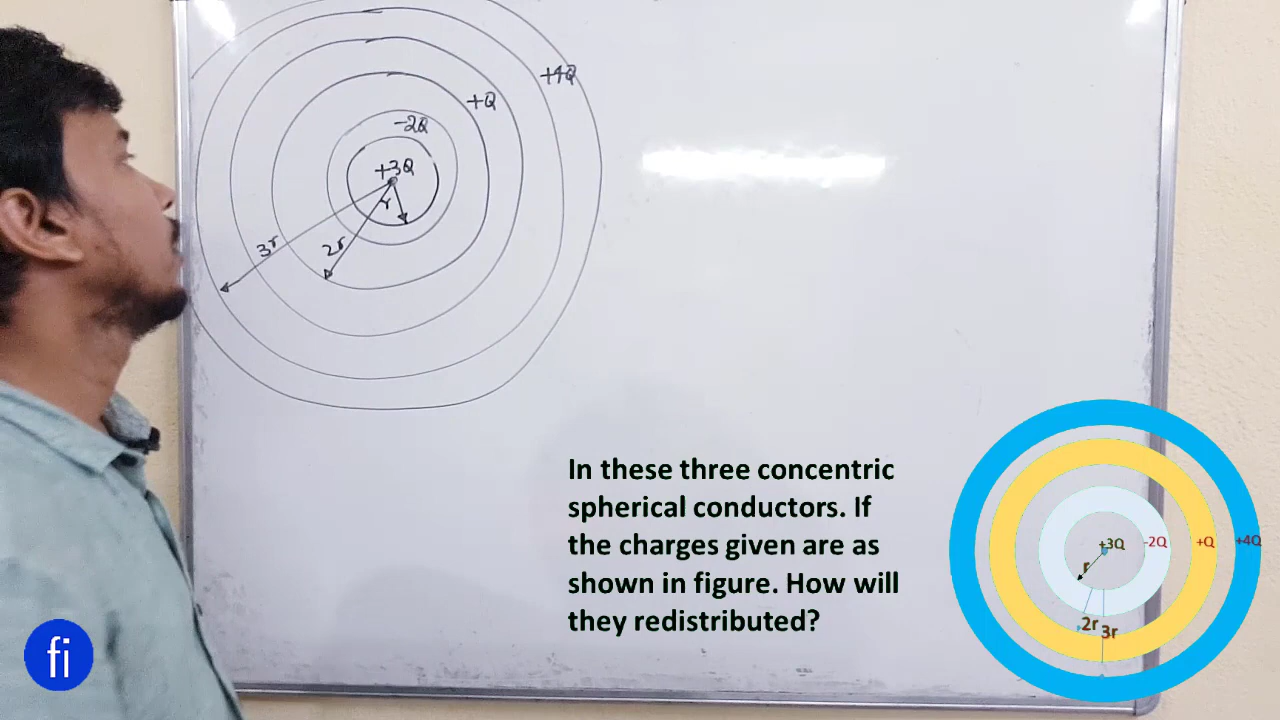 +4Q
+Q
-2Q
+3Q
r
2r
3r
In these three concentric
spherical conductors. If
the charges given are as
shown in figure. How will
they redistributed?
+3Q -2Q +Q +4Q
r
2r 3r
fi